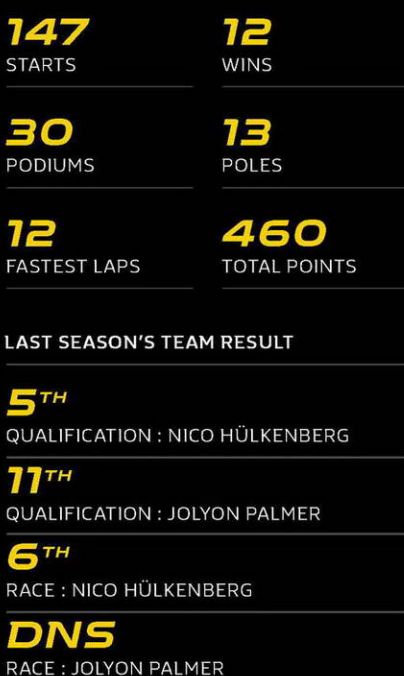 147 12
STARTS WINS
30 13
PODIUMS POLES
12 460
FASTEST LAPS TOTAL POINTS
LAST SEASON'S TEAM RESULT
5TH
QUALIFICATION : NICO HÜLKENBERG
11TH
QUALIFICATION : JOLYON PALMER
6TH
RACE : NICO HÜLKENBERG
DNS
RACE : JOLYON PALMER